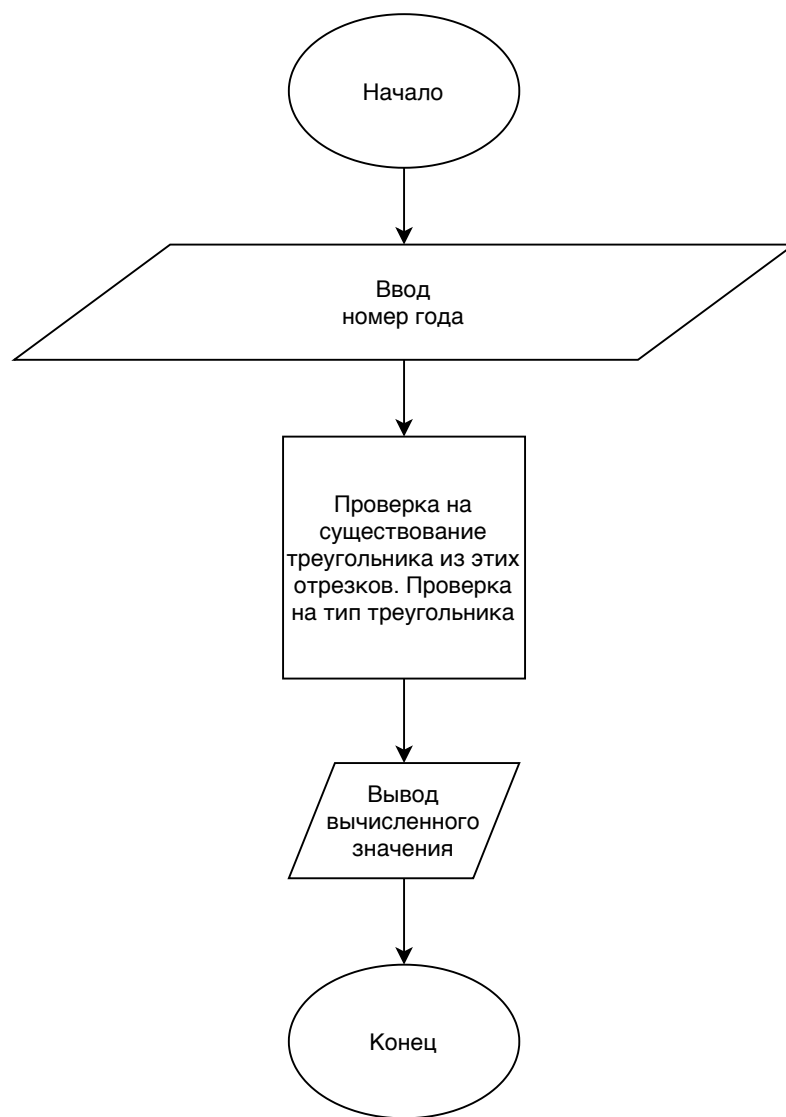 Начало
Ввод
номер года
Проверка на
существование
треугольника из этих
отрезков. Проверка
на тип треугольника
Вывод
вычисленного
значения
Конец